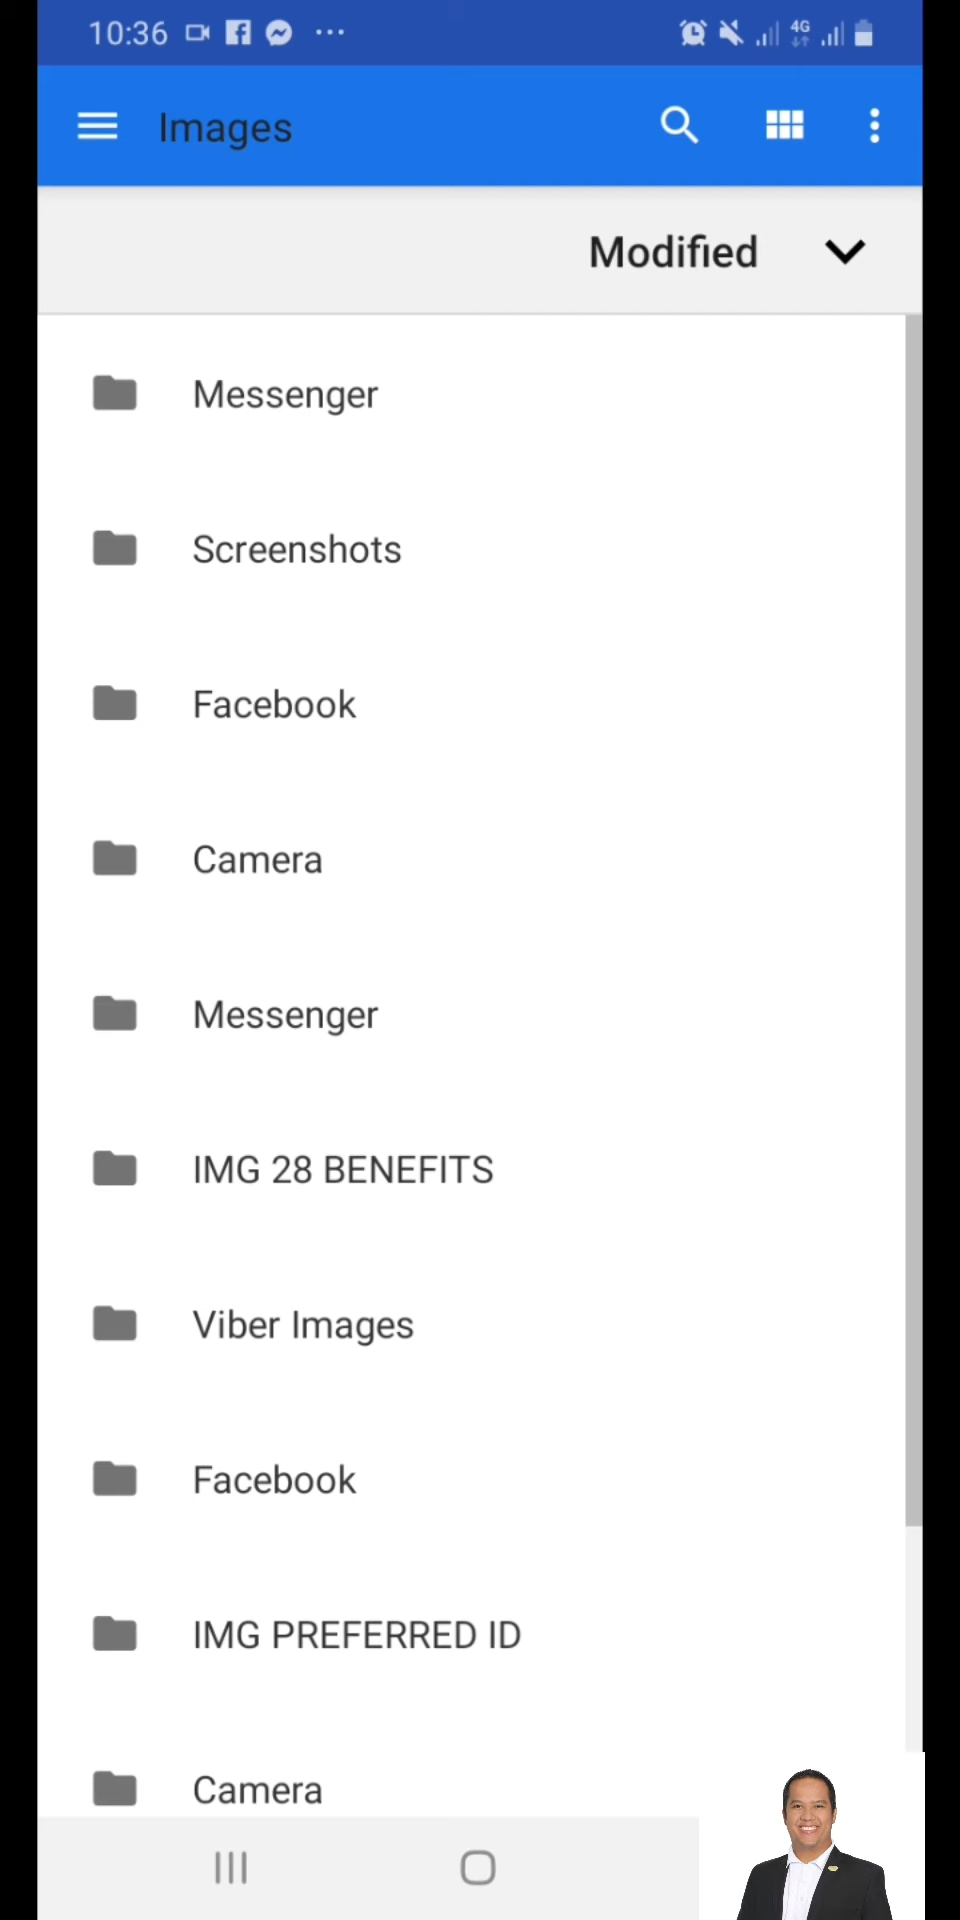 10:36
4G
Images
Modified
Messenger
Screenshots
Facebook
Camera
Messenger
IMG 28 BENEFITS
Viber Images
Facebook
IMG PREFERRED ID
Camera